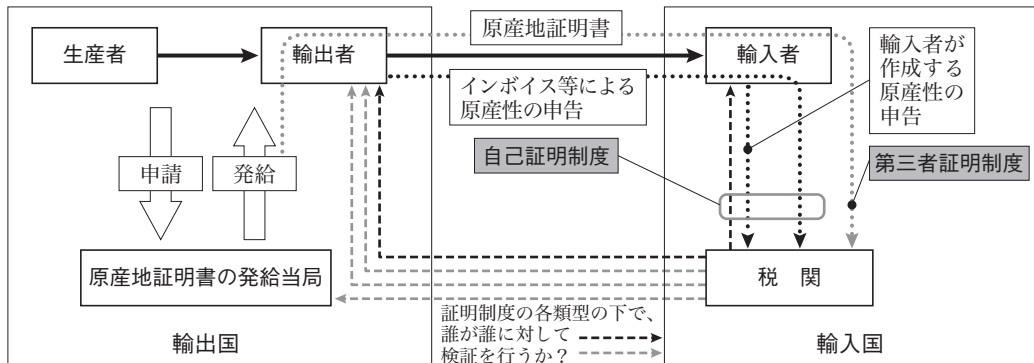 原産地証明書
生産者
輸出者
輸入者
輸入者が
作成する
原産性の
申告
インボイス等による
原産性の申告
自己証明制度
第三者証明制度
申請
発給
原産地証明書の発給当局
税 関
証明制度の各類型の下で、
誰が誰に対して
検証を行うか？
輸出国
輸入国